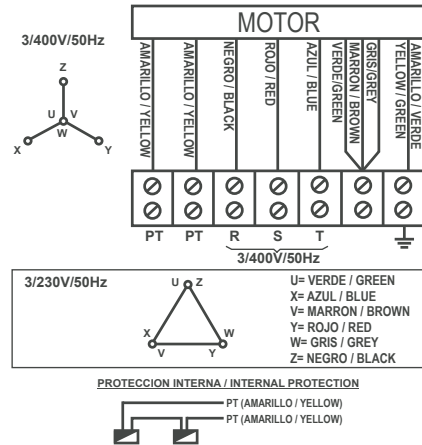 3/400V/50Hz
MOTOR
Z
U V
W
X Y
AMARILLO / YELLOW
AMARILLO / YELLOW
NEGRO / BLACK
ROJO / RED
AZUL / BLUE
VERDE/GREEN
MARRON / BROWN
GRIS/GREY
AMARILLO / VERDE
YELLOW / GREEN
PT PT R S T
3/400V/50Hz
3/230V/50Hz
U Z
X W
V Y
U= VERDE / GREEN
X= AZUL / BLUE
V= MARRON / BROWN
Y= ROJO / RED
W= GRIS / GREY
Z= NEGRO / BLACK
PROTECCION INTERNA / INTERNAL PROTECTION
PT (AMARILLO / YELLOW)
PT (AMARILLO / YELLOW)